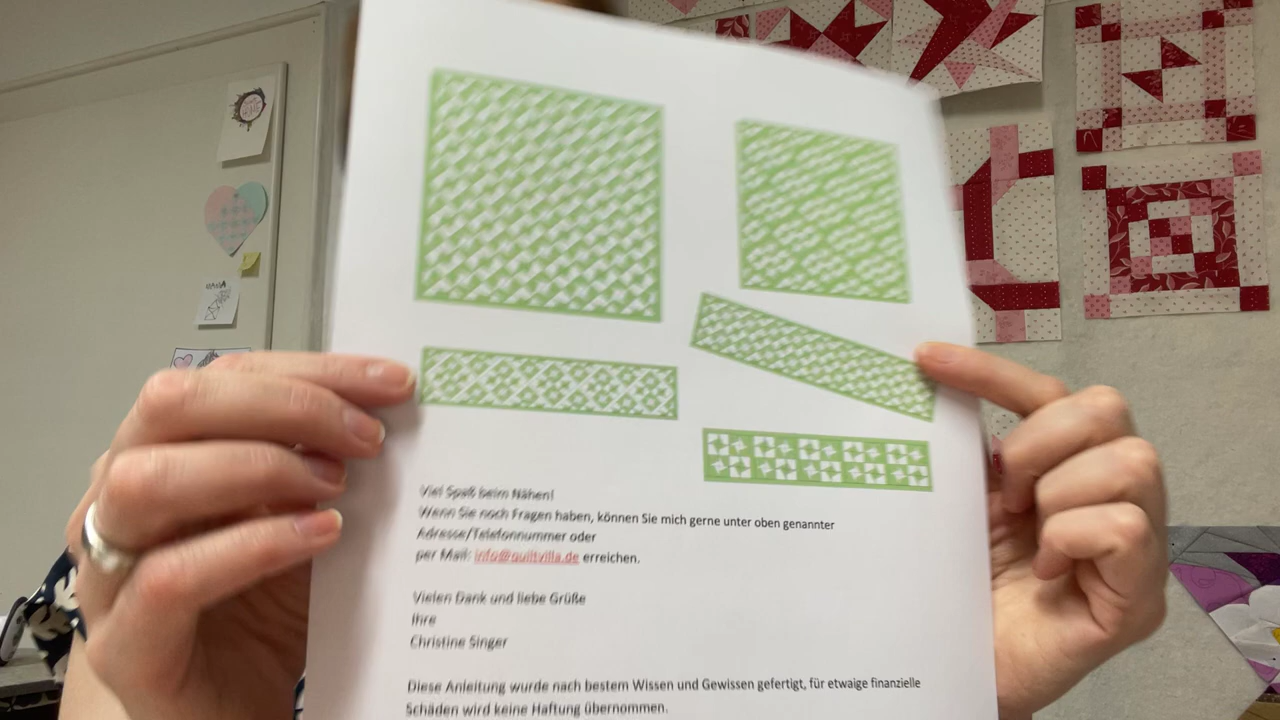 Viel Spaß beim Nähen!
Wenn Sie noch Fragen haben, können Sie mich gerne unter oben genannter
Adresse/Telefonnummer oder
per Mail: info@quiltvilla.de erreichen.
Vielen Dank und liebe Grüße
Ihre
Christine Singer
Diese Anleitung wurde nach bestem Wissen und Gewissen gefertigt, für etwaige finanzielle
Schäden wird keine Haftung übernommen.